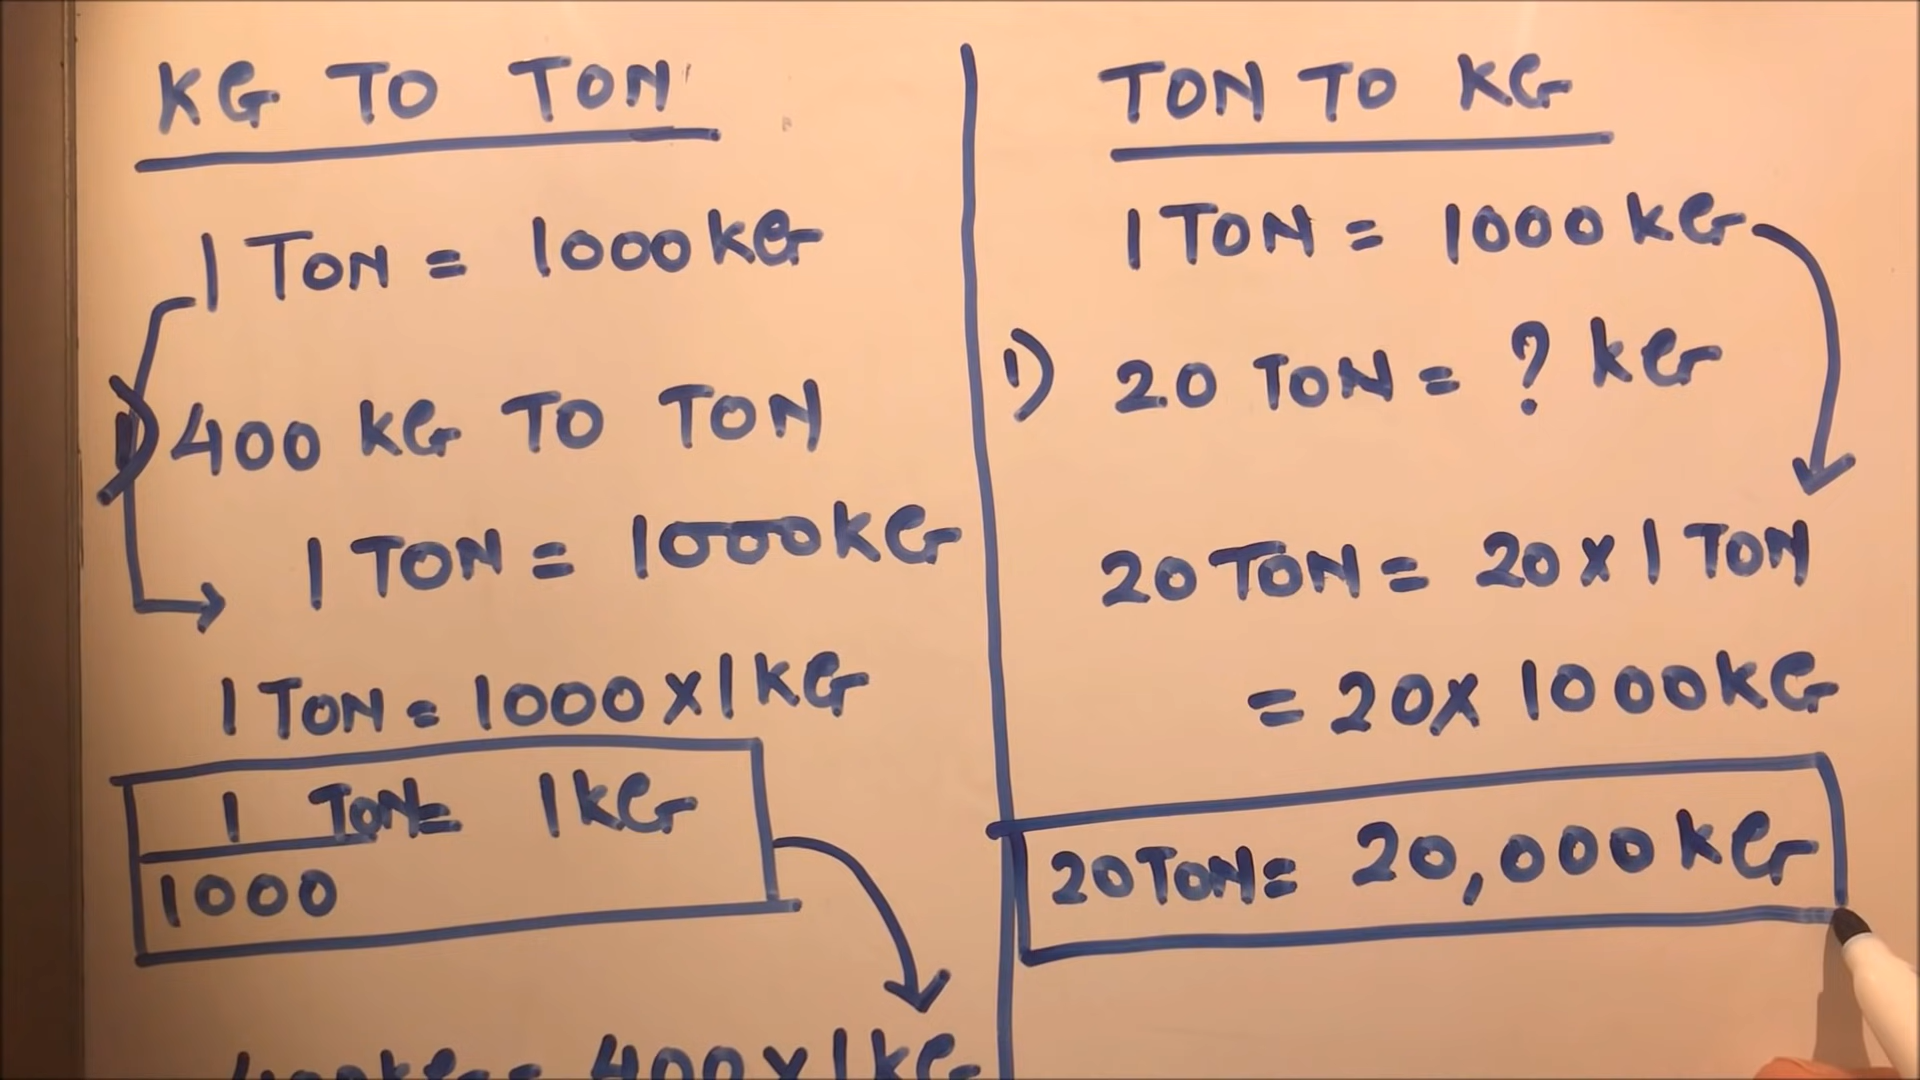 KG TO TON
1 TON = 1000 KG
1) 400 KG TO TON
1 TON = 1000 KG
1 TON = 1000 X 1 KG
1 TON = 1 KG
1000
400 KG = 400 X 1 KG
TON TO KG
1 TON = 1000 KG
1) 20 TON = ? KG
20 TON = 20 X 1 TON
= 20 X 1000 KG
20 TON = 20,000 KG